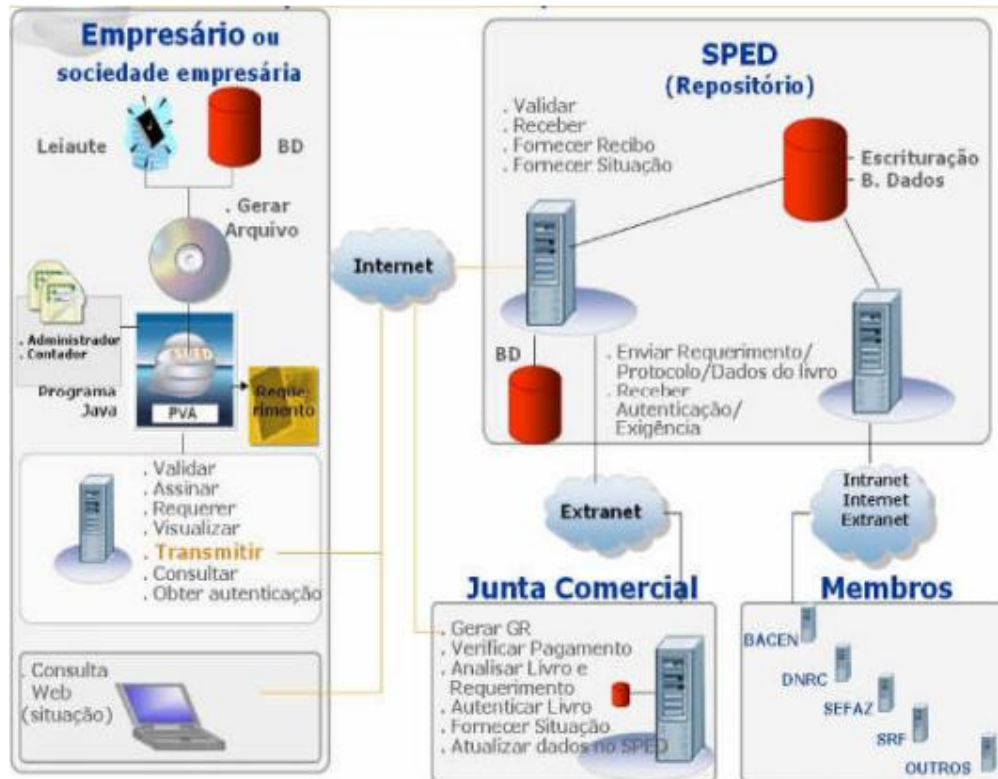 Empresário ou
sociedade empresária
Leiaute
BD
. Gerar
Arquivo
. Administrador
. Contador
Programa
Java
PVA
Reque-
rimento
. Validar
. Assinar
. Requerer
. Visualizar
. Transmitir
. Consultar
. Obter autenticação
. Consulta
Web
(situação)
Internet
SPED
(Repositório)
. Validar
. Receber
. Fornecer Recibo
. Fornecer Situação
- Escrituração
- B. Dados
BD
. Enviar Requerimento/
Protocolo/Dados do livro
. Receber
Autenticação/
Exigência
Extranet
Intranet
Internet
Extranet
Junta Comercial
. Gerar GR
. Verificar Pagamento
. Analisar Livro e
Requerimento
. Autenticar Livro
. Fornecer Situação
. Atualizar dados no SPED
Membros
BACEN
DNRC
SEFAZ
SRF
OUTROS